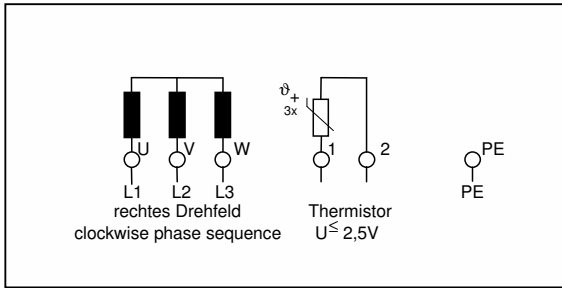 ϑ
+
3x
U V W 1 2 PE
L1 L2 L3 PE
rechtes Drehfeld
clockwise phase sequence
Thermistor
U ≤ 2,5V